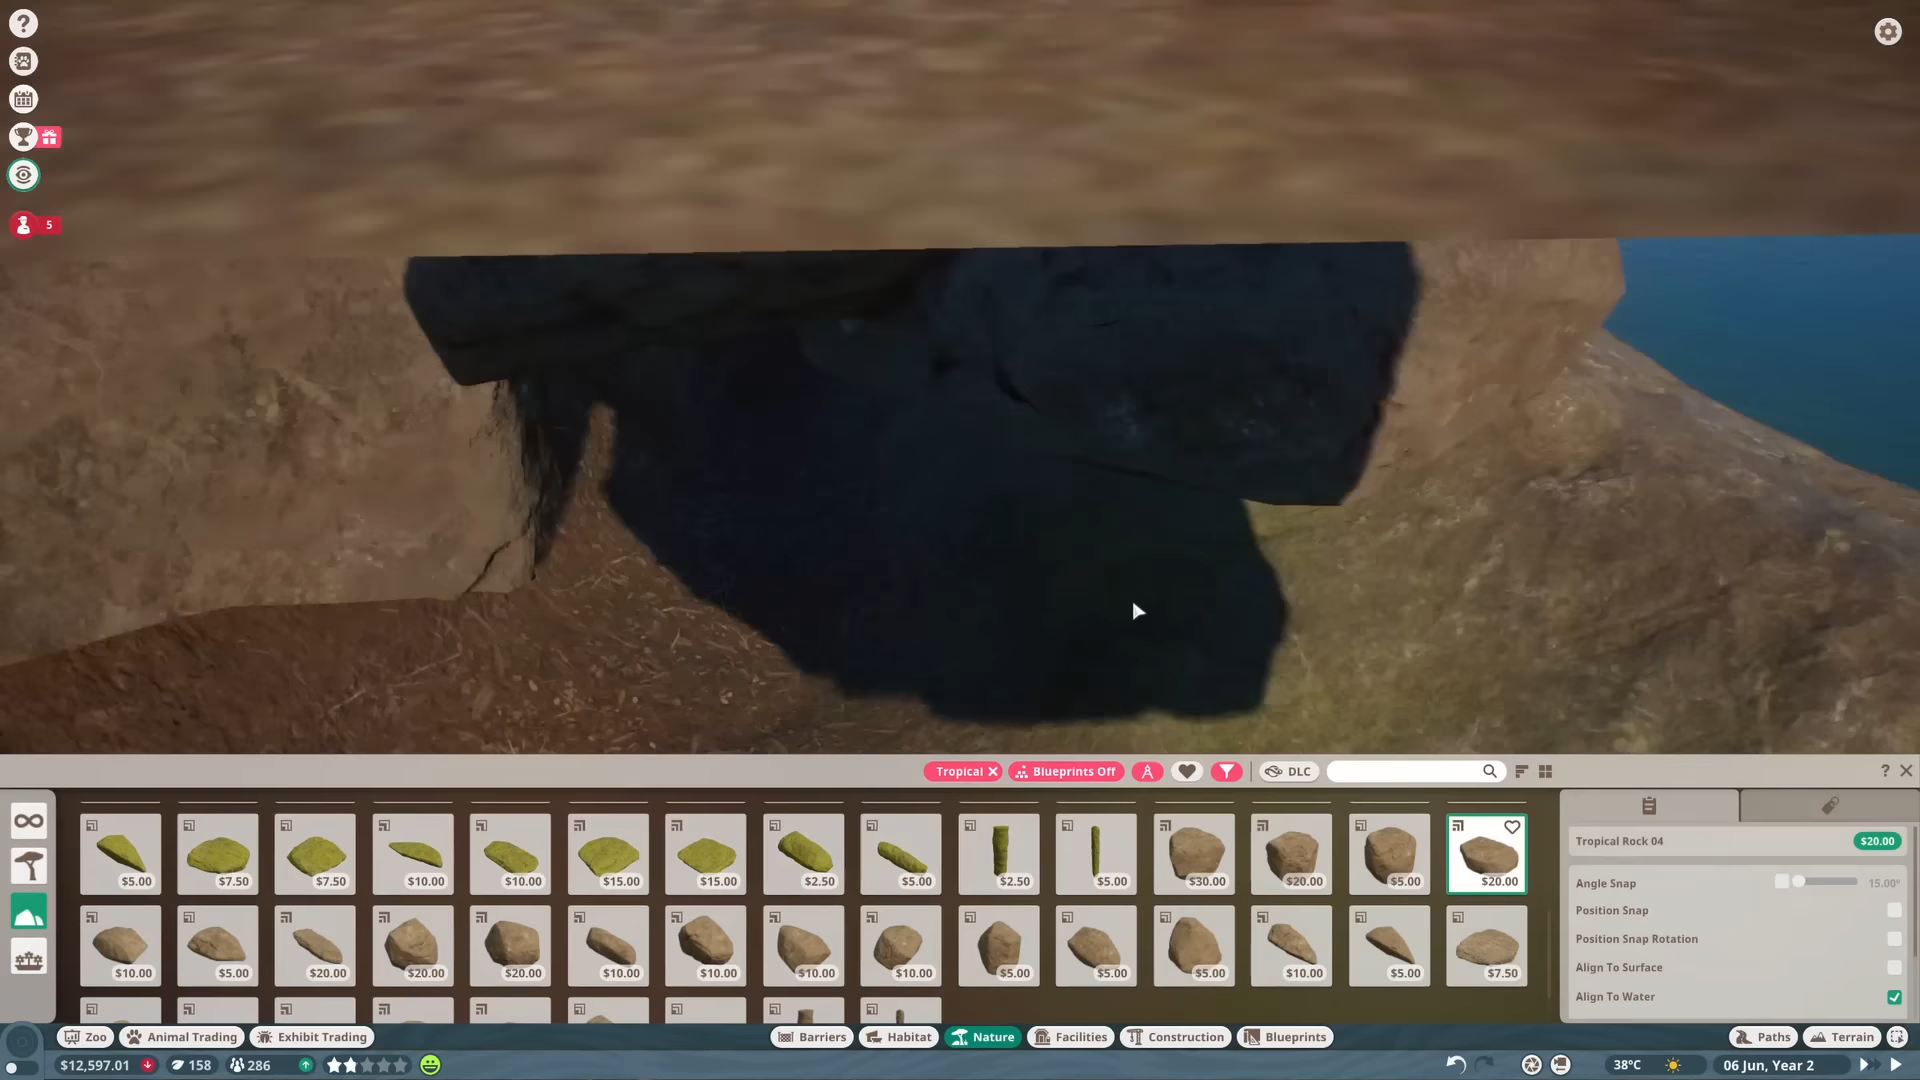 ?
5
Tropical ✕
Blueprints Off
DLC
?
$5.00
$7.50
$7.50
$10.00
$10.00
$15.00
$15.00
$2.50
$5.00
$2.50
$5.00
$30.00
$20.00
$5.00
$20.00
$10.00
$5.00
$20.00
$20.00
$20.00
$10.00
$10.00
$10.00
$10.00
$5.00
$5.00
$5.00
$10.00
$5.00
$7.50
Tropical Rock 04
$20.00
Angle Snap
15.00°
Position Snap
Position Snap Rotation
Align To Surface
Align To Water
Zoo
Animal Trading
Exhibit Trading
Barriers
Habitat
Nature
Facilities
Construction
Blueprints
Paths
Terrain
$12,597.01
158
286
38°C
06 Jun, Year 2